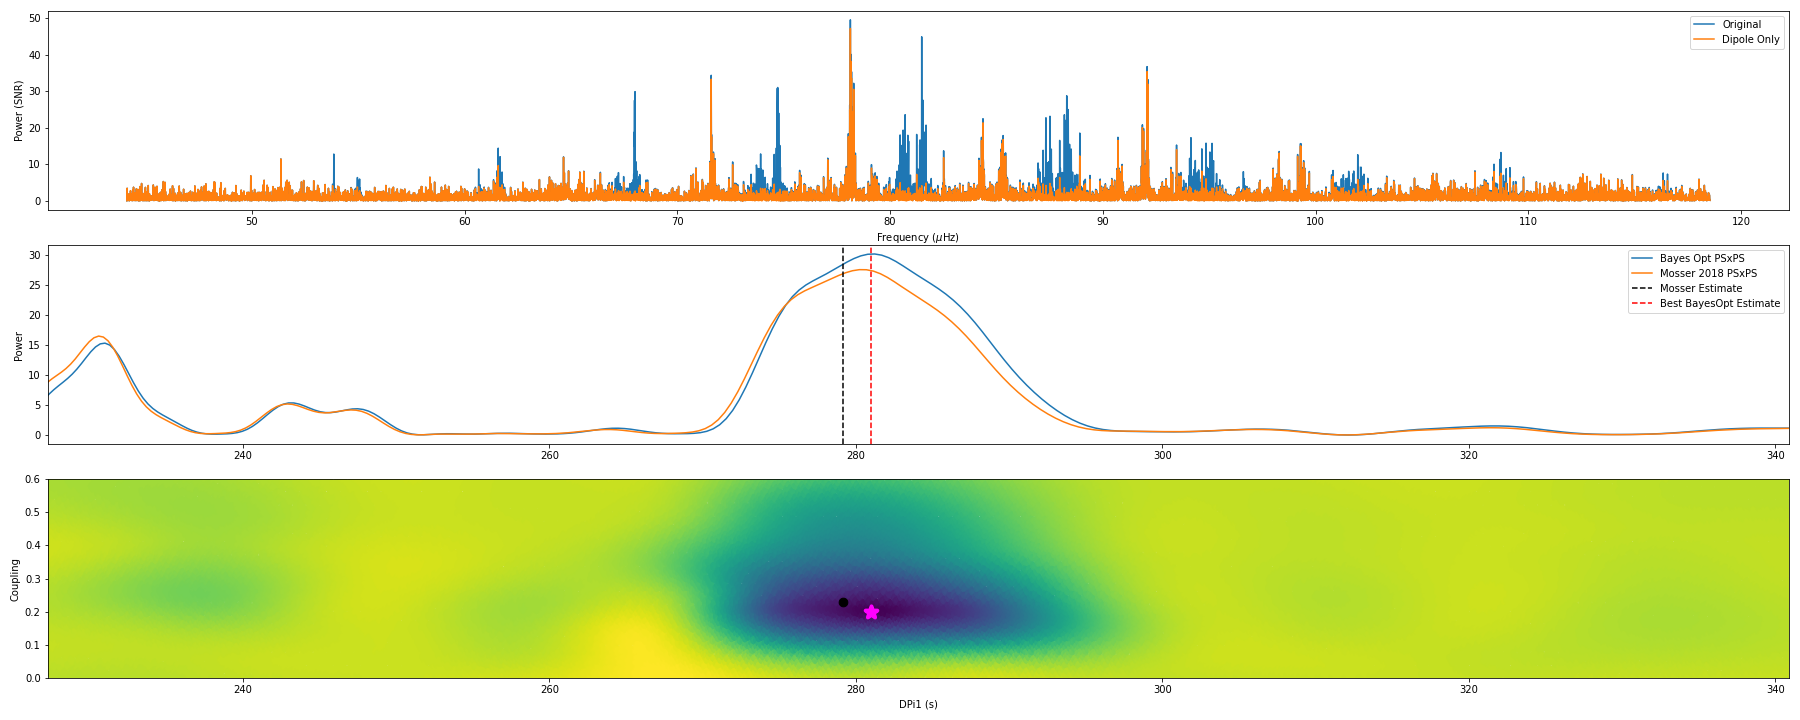 50
40
30
20
10
0
Power (SNR)
Original
Dipole Only
50 60 70 80 90 100 110 120
Frequency (μHz)
30
25
20
15
10
5
0
Power
Bayes Opt PSxPS
Mosser 2018 PSxPS
Mosser Estimate
Best BayesOpt Estimate
240 260 280 300 320 340
0.6
0.5
0.4
0.3
0.2
0.1
0.0
Coupling
240 260 280 300 320 340
DPi1 (s)